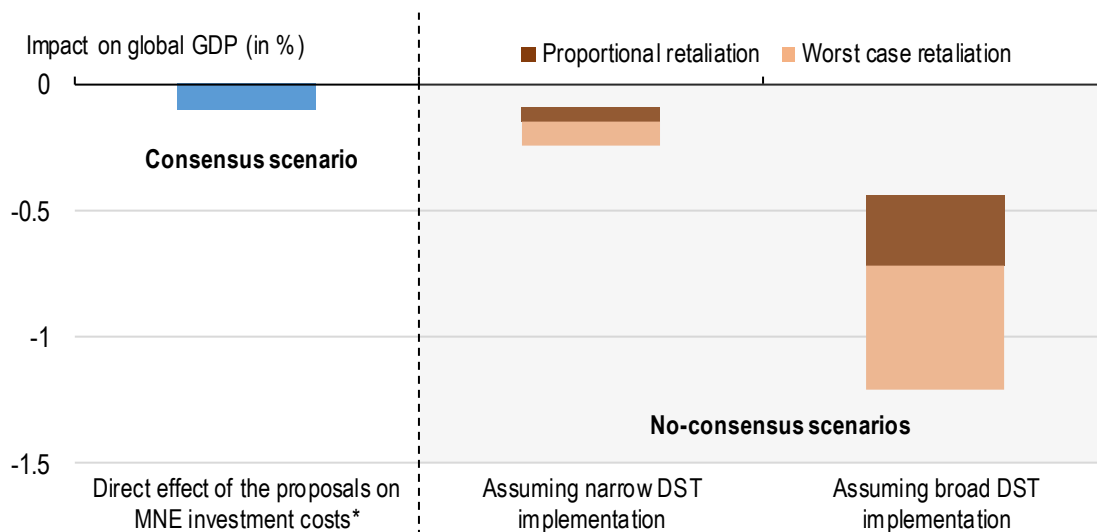 Impact on global GDP (in %)
Proportional retaliation
Worst case retaliation
0
Consensus scenario
-0.5
-1
No-consensus scenarios
-1.5
Direct effect of the proposals on
MNE investment costs*
Assuming narrow DST
implementation
Assuming broad DST
implementation